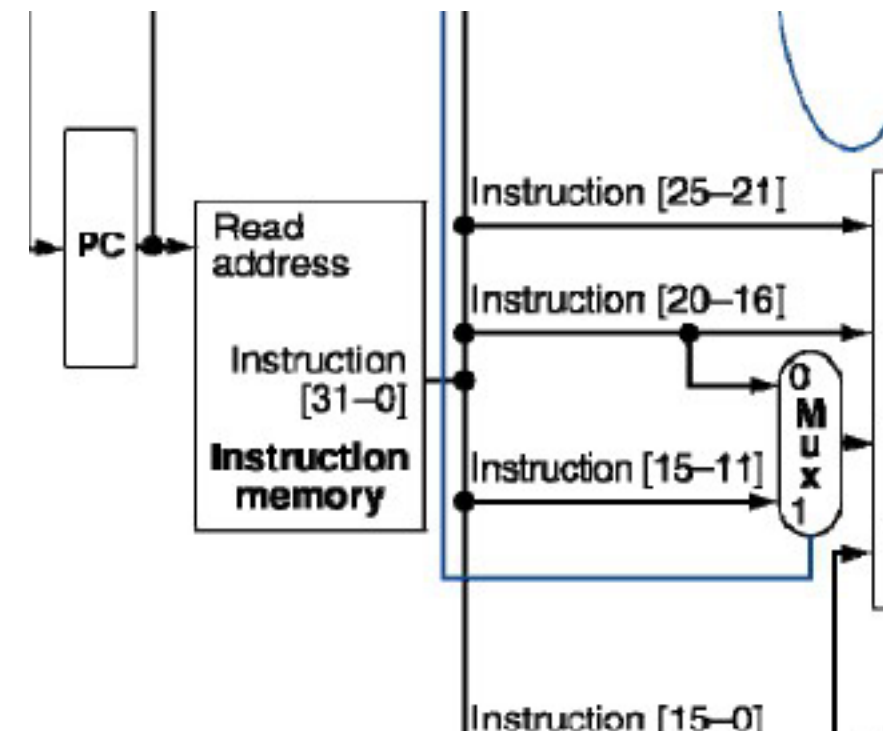 Instruction [25–21]
PC
Read
address
Instruction [20–16]
Instruction
[31–0]
0
M
u
x
1
Instruction [15–11]
Instruction
memory
Instruction [15–0]